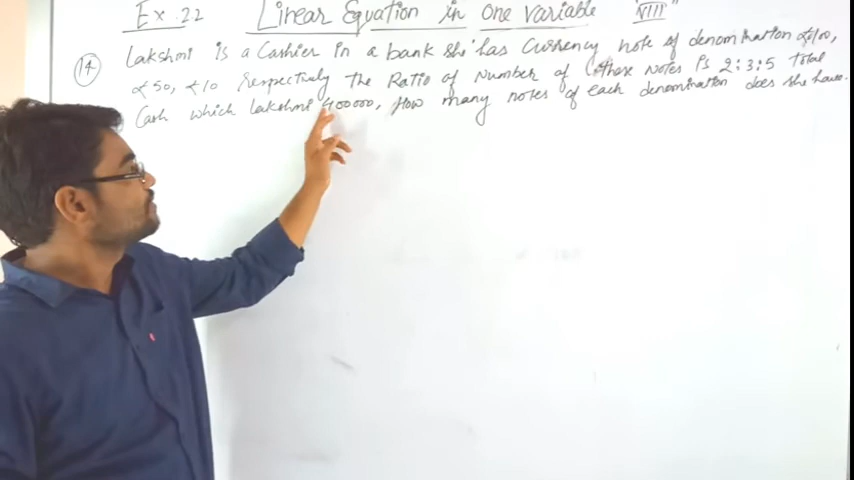 Ex. 22 Linear Equation in one variable "VIII"
14 Lakshmi is a Cashier in a bank she has Currency note of denomination ₹100,
₹50, ₹10 respectively The Ratio of Number of these notes is 2:3:5 total
Cash which lakshmi 400000, How many notes of each denomination does she have.